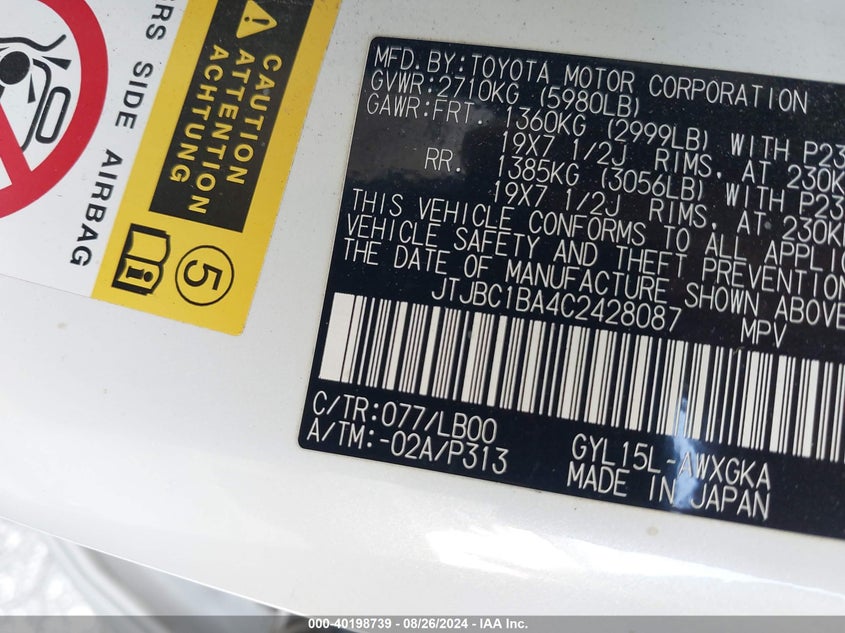 ERS SIDE AIRBAG
CAUTION
ATTENTION
ACHTUNG
5
MFD. BY: TOYOTA MOTOR CORPORATION
GVWR: 2710KG (5980LB)
GAWR: FRT. 1360KG (2999LB) WITH P23
19X7 1/2J RIMS, AT 230K
RR. 1385KG (3056LB) WITH P23
19X7 1/2J RIMS, AT 230K
THIS VEHICLE CONFORMS TO ALL APPLIC
VEHICLE SAFETY AND THEFT PREVENTION
THE DATE OF MANUFACTURE SHOWN ABOVE
JTJBC1BA4C2428087
MPV
C/TR: 077/LB00
A/TM: -02A/P313
GYL15L-AWXGKA
MADE IN JAPAN
000-40198739 - 08/26/2024 - IAA Inc.